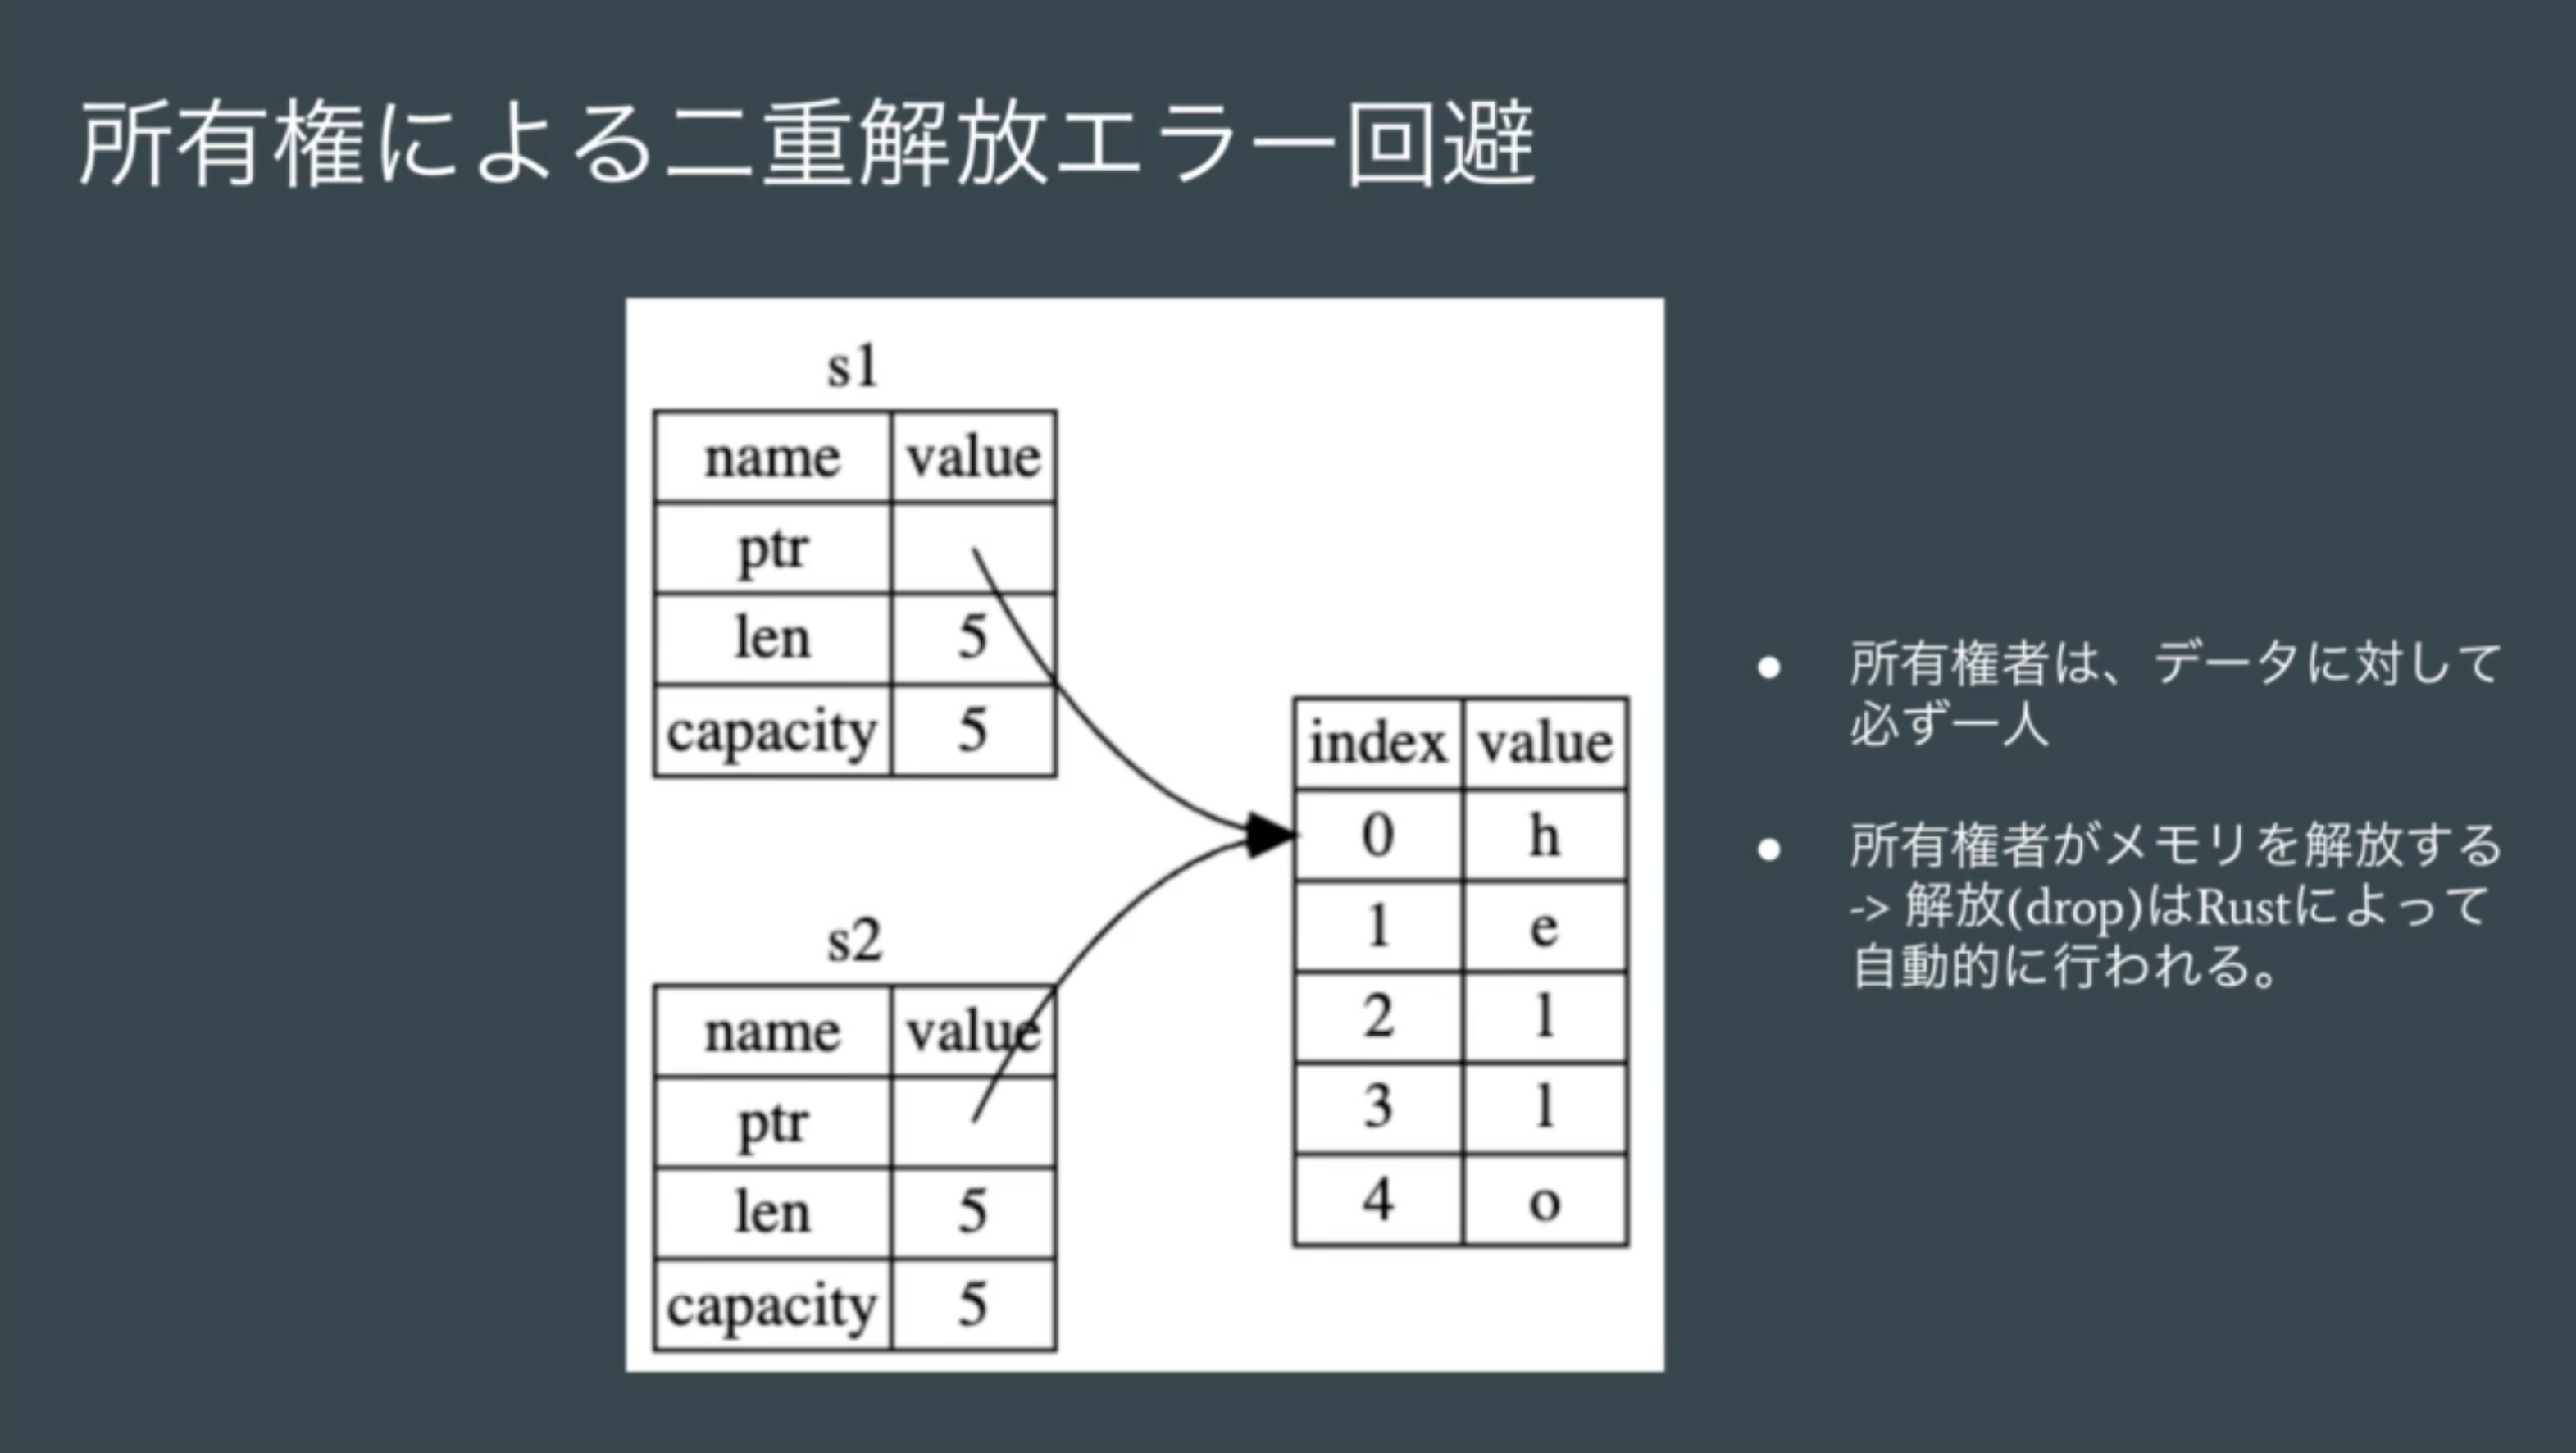 所有権による二重解放エラー回避
s1
name value
ptr
len 5
capacity 5
s2
name value
ptr
len 5
capacity 5
index value
0 h
1 e
2 l
3 l
4 o
● 所有権者は、データに対して
必ず一人
● 所有権者がメモリを解放する
-> 解放(drop)はRustによって
自動的に行われる。